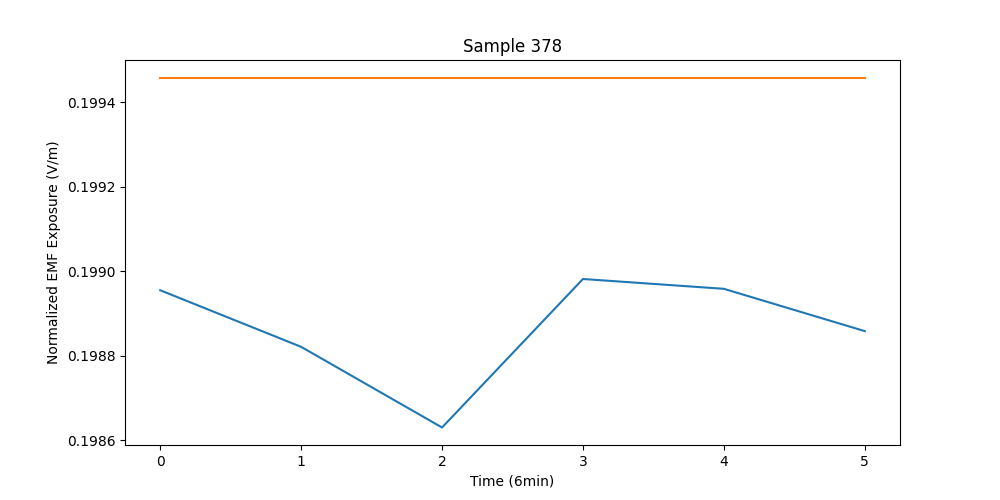 Sample 378
Normalized EMF Exposure (V/m)
0.1994
0.1992
0.1990
0.1988
0.1986
0 1 2 3 4 5
Time (6min)